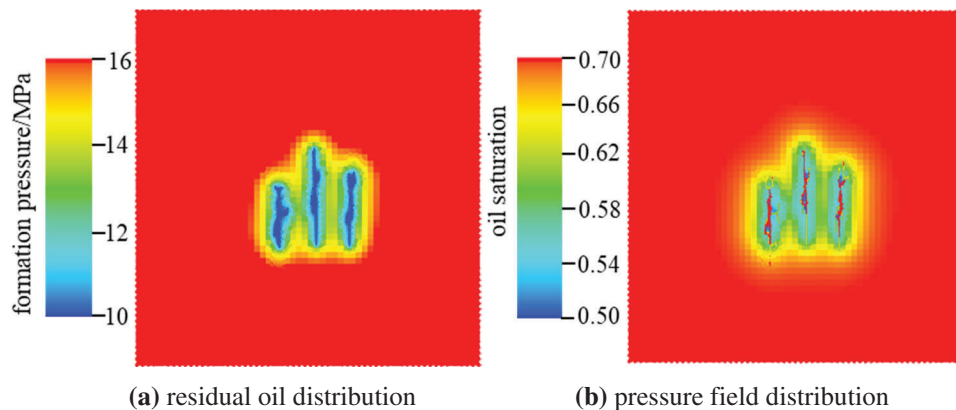 formation pressure/MPa
16
14
12
10
oil saturation
0.70
0.66
0.62
0.58
0.54
0.50
(a) residual oil distribution
(b) pressure field distribution